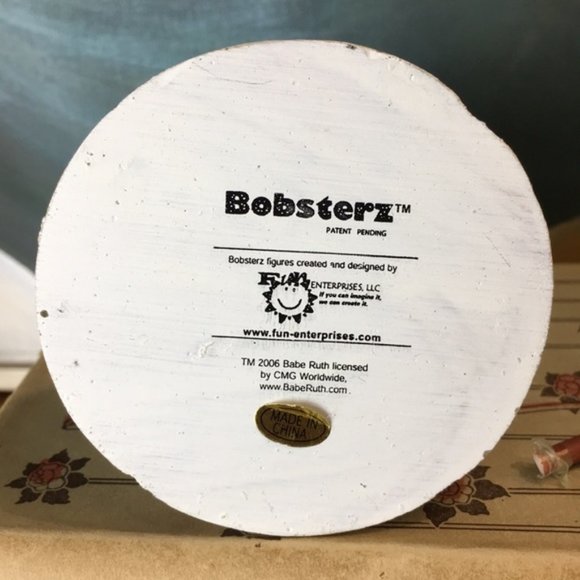 Bobsterz™
PATENT PENDING
Bobsterz figures created and designed by
Fun
ENTERPRISES, LLC
If you can imagine it,
we can create it.
www.fun-enterprises.com
TM 2006 Babe Ruth licensed
by CMG Worldwide,
www.BabeRuth.com
MADE IN
CHINA